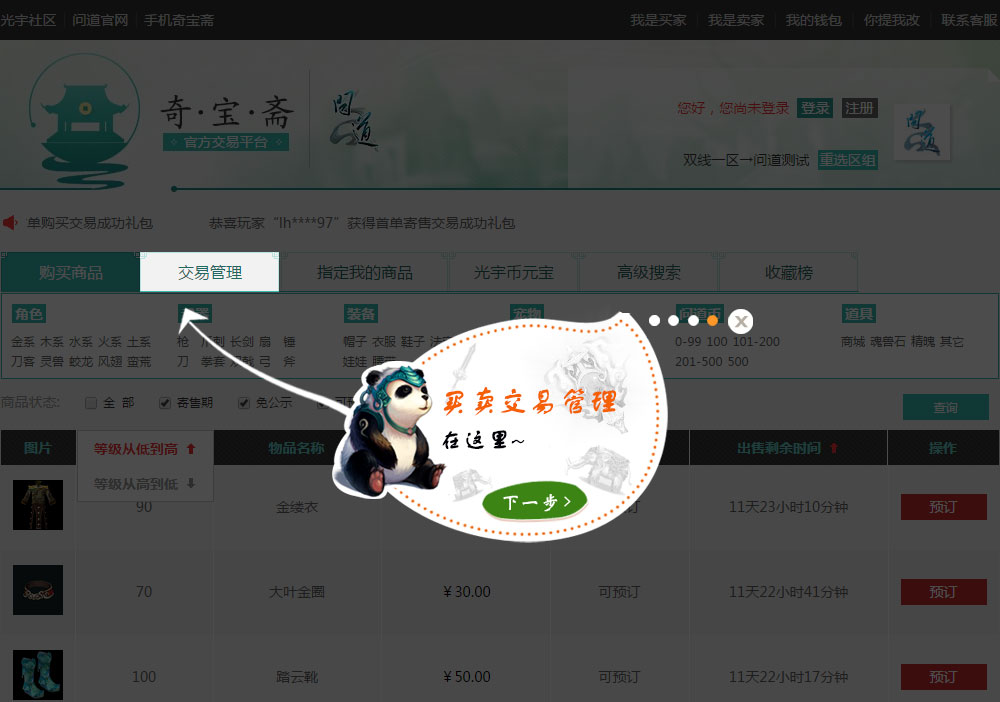 光宇社区 问道官网 手机奇宝斋 我是买家 我是卖家 我的钱包 你提我改 联系客服
奇·宝·斋
官方交易平台
问道
您好，您尚未登录 登录 注册
双线一区→问道测试 重选区组
问道
单购买交易成功礼包 恭喜玩家“lh****97”获得首单寄售交易成功礼包
购买商品 交易管理 指定我的商品 光宇币元宝 高级搜索 收藏榜
角色 装备 宠物 问道币 道具
金系 木系 水系 火系 土系 枪 爪刺 长剑 扇 锤 帽子 衣服 鞋子 0-99 100 101-200 商城 魂兽石 精魄 其它
刀客 灵兽 蛟龙 风翅 蛮荒 刀 拳套 弓 斧 娃娃 201-500 500
商品状态: 全 部 寄售期 免公示 查询
买卖交易管理
在这里~
下一步>
图片 等级从低到高 物品名称 出售剩余时间 操作
等级从高到低
90 金缕衣 11天23小时10分钟 预订
70 大叶金圈 ¥30.00 可预订 11天22小时41分钟 预订
100 踏云靴 ¥50.00 可预订 11天22小时17分钟 预订